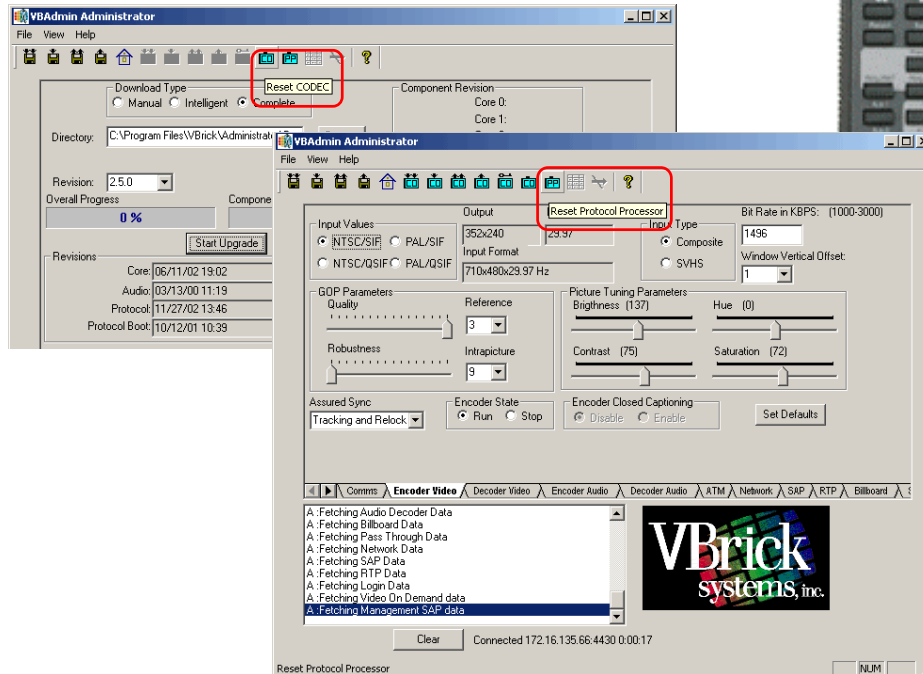 VBAdmin Administrator
File View Help
CD PP ?
Reset CODEC
Download Type
Manual Intelligent Complete
Component Revision
Core 0:
Core 1:
Directory: C:\Program Files\VBrick\Administrat
Revision: 2.5.0
Overall Progress
Compone
0 %
Start Upgrade
Revisions
Core: 06/11/02 19:02
Audio: 03/13/00 11:19
Protocol: 11/27/02 13:46
Protocol Boot: 10/12/01 10:39
VBAdmin Administrator
File View Help
PP ?
Reset Protocol Processor
Input Values
NTSC/SIF PAL/SIF
NTSC/QSIF PAL/QSIF
Output
352x240 29.97
Input Format
710x480x29.97 Hz
Input Type
Composite
SVHS
Bit Rate in KBPS: (1000-3000)
1496
Window Vertical Offset:
1
GOP Parameters
Quality
Reference
3
Robustness
Intrapicture
9
Picture Tuning Parameters
Brigthness (137) Hue (0)
Contrast (75) Saturation (72)
Assured Sync
Tracking and Relock
Encoder State
Run Stop
Encoder Closed Captioning
Disable Enable
Set Defaults
Comms Encoder Video Decoder Video Encoder Audio Decoder Audio ATM Network SAP RTP Billboard
A :Fetching Audio Decoder Data
A :Fetching Billboard Data
A :Fetching Pass Through Data
A :Fetching Network Data
A :Fetching SAP Data
A :Fetching RTP Data
A :Fetching Login Data
A :Fetching Video On Demand data
A :Fetching Management SAP data
VBrick
systems, inc.
Clear
Connected 172.16.135.66:4430 0:00:17
Reset Protocol Processor
NUM